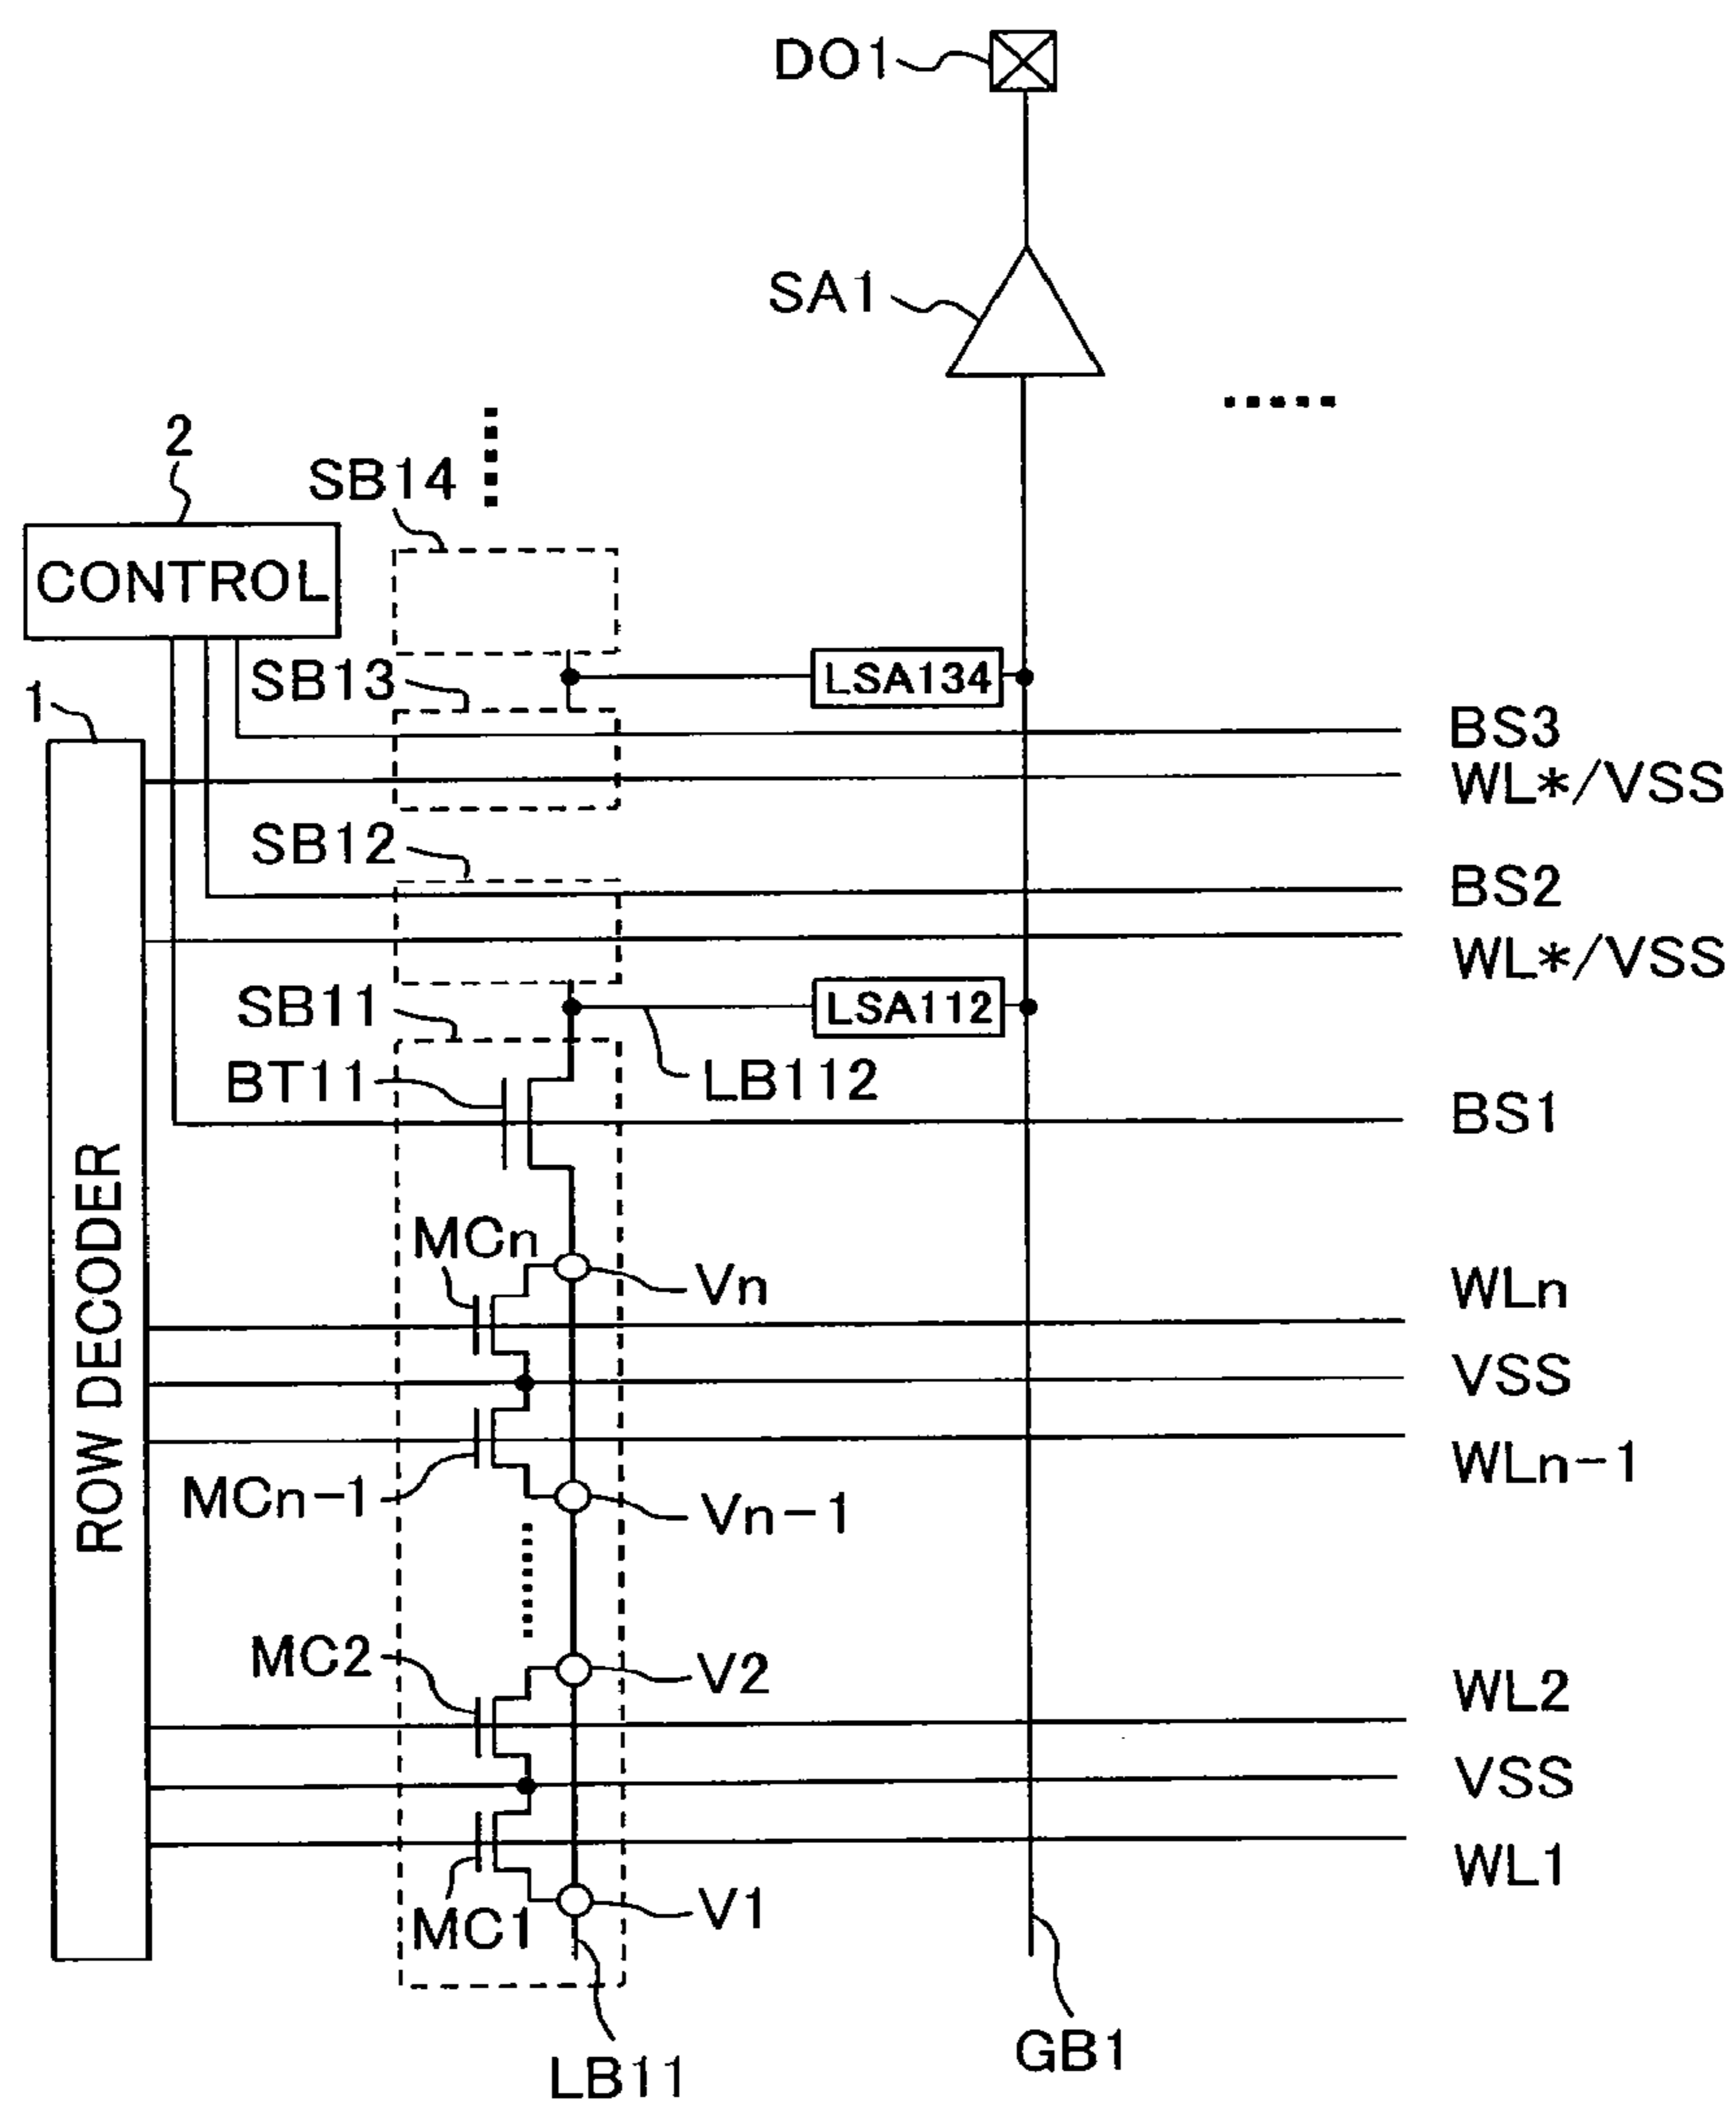 DO1
SA1
2
SB14
CONTROL
SB13
LSA134
1
BS3
WL*/VSS
SB12
BS2
WL*/VSS
SB11
LSA112
BT11
LB112
BS1
ROW DECODER
MCn
Vn
WLn
VSS
MCn-1
Vn-1
WLn-1
MC2
V2
WL2
VSS
MC1
V1
WL1
LB11
GB1